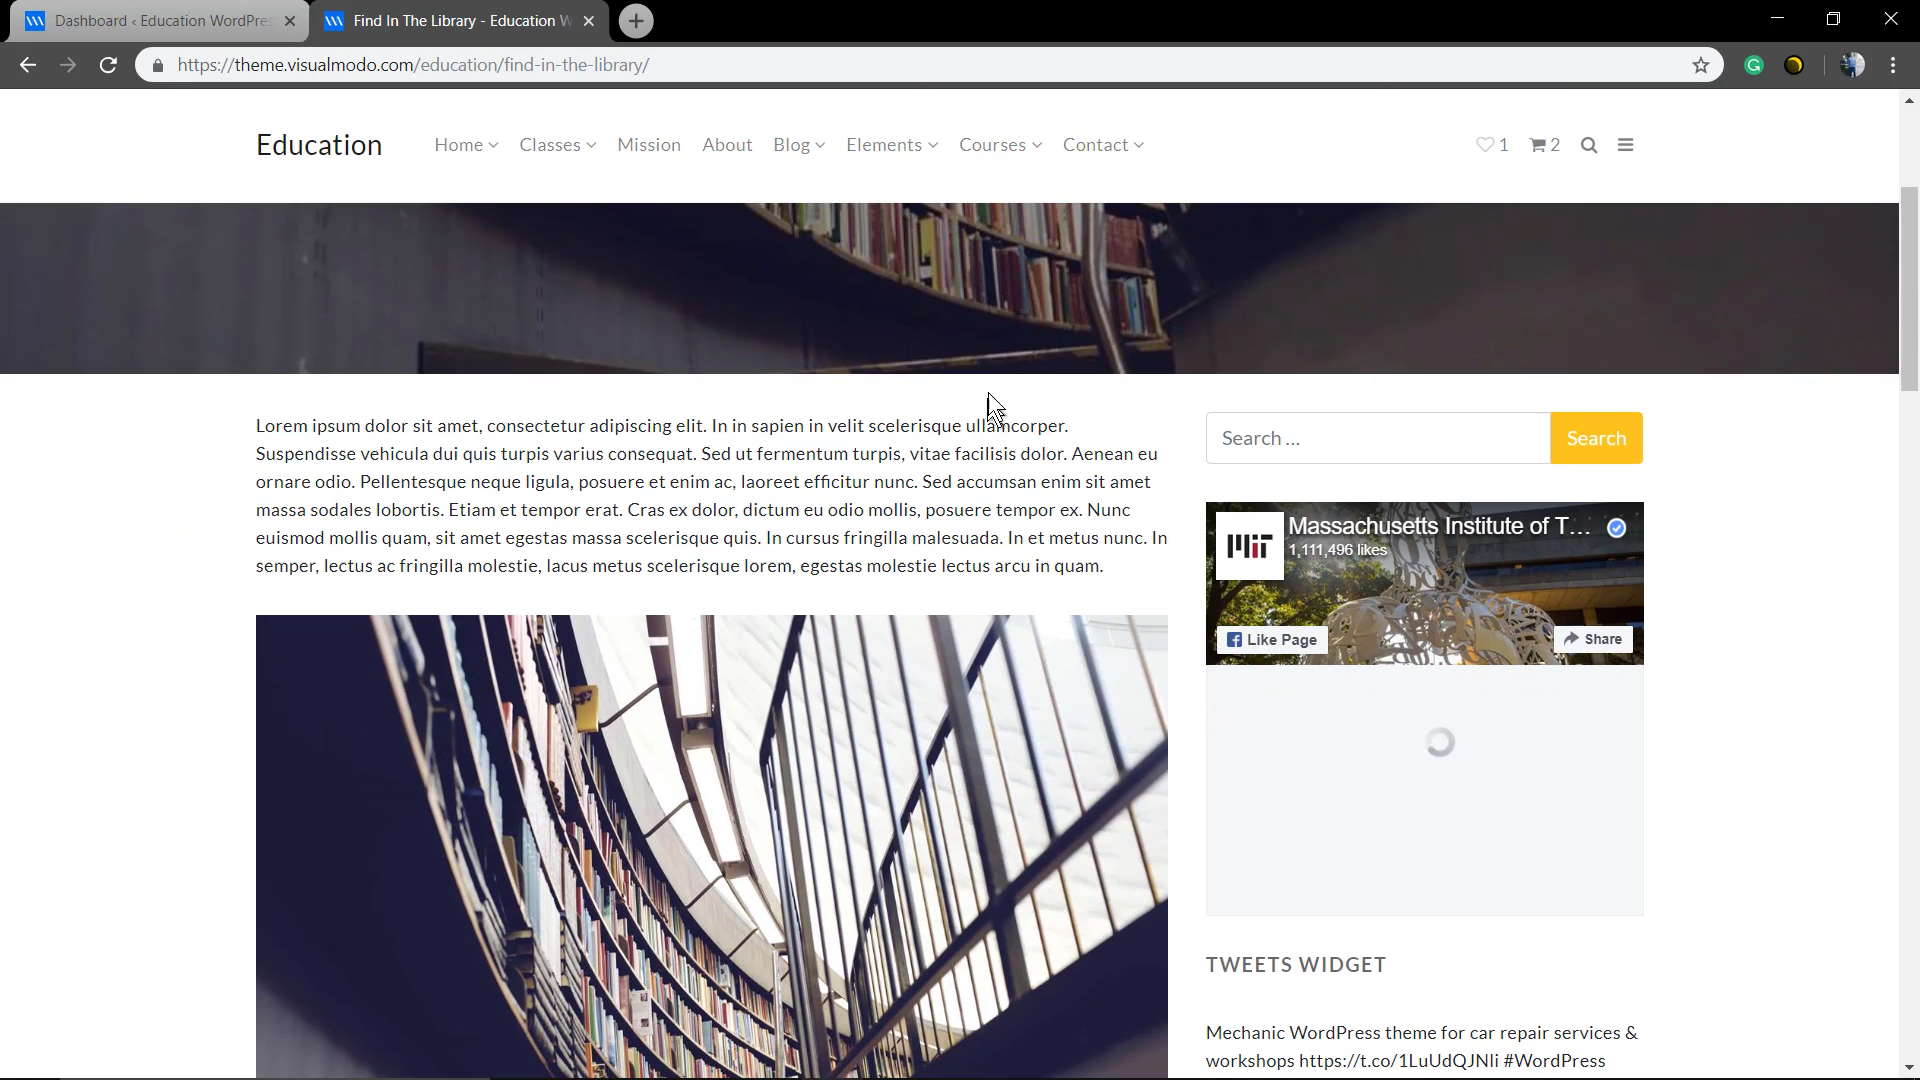 Dashboard ‹ Education WordPre
Find In The Library - Education W
https://theme.visualmodo.com/education/find-in-the-library/
Education
Home
Classes
Mission
About
Blog
Elements
Courses
Contact
1
2
Lorem ipsum dolor sit amet, consectetur adipiscing elit. In in sapien in velit scelerisque ullamcorper.
Suspendisse vehicula dui quis turpis varius consequat. Sed ut fermentum turpis, vitae facilisis dolor. Aenean eu
ornare odio. Pellentesque neque ligula, posuere et enim ac, laoreet efficitur nunc. Sed accumsan enim sit amet
massa sodales lobortis. Etiam et tempor erat. Cras ex dolor, dictum eu odio mollis, posuere tempor ex. Nunc
euismod mollis quam, sit amet egestas massa scelerisque quis. In cursus fringilla malesuada. In et metus nunc. In
semper, lectus ac fringilla molestie, lacus metus scelerisque lorem, egestas molestie lectus arcu in quam.
Search ...
Search
MIT
Massachusetts Institute of T...
1,111,496 likes
Like Page
Share
TWEETS WIDGET
Mechanic WordPress theme for car repair services &
workshops https://t.co/1LuUdQJNIi #WordPress